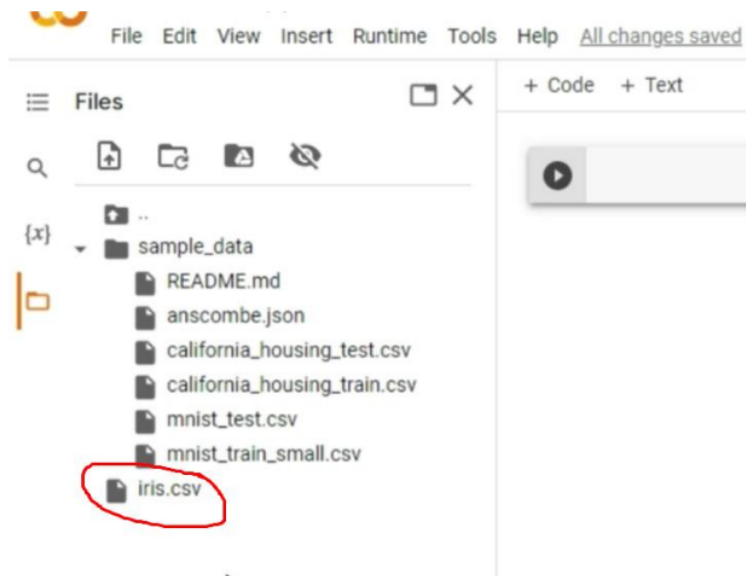 File Edit View Insert Runtime Tools Help All changes saved
Files
+ Code + Text
{x}
..
sample_data
README.md
anscombe.json
california_housing_test.csv
california_housing_train.csv
mnist_test.csv
mnist_train_small.csv
iris.csv